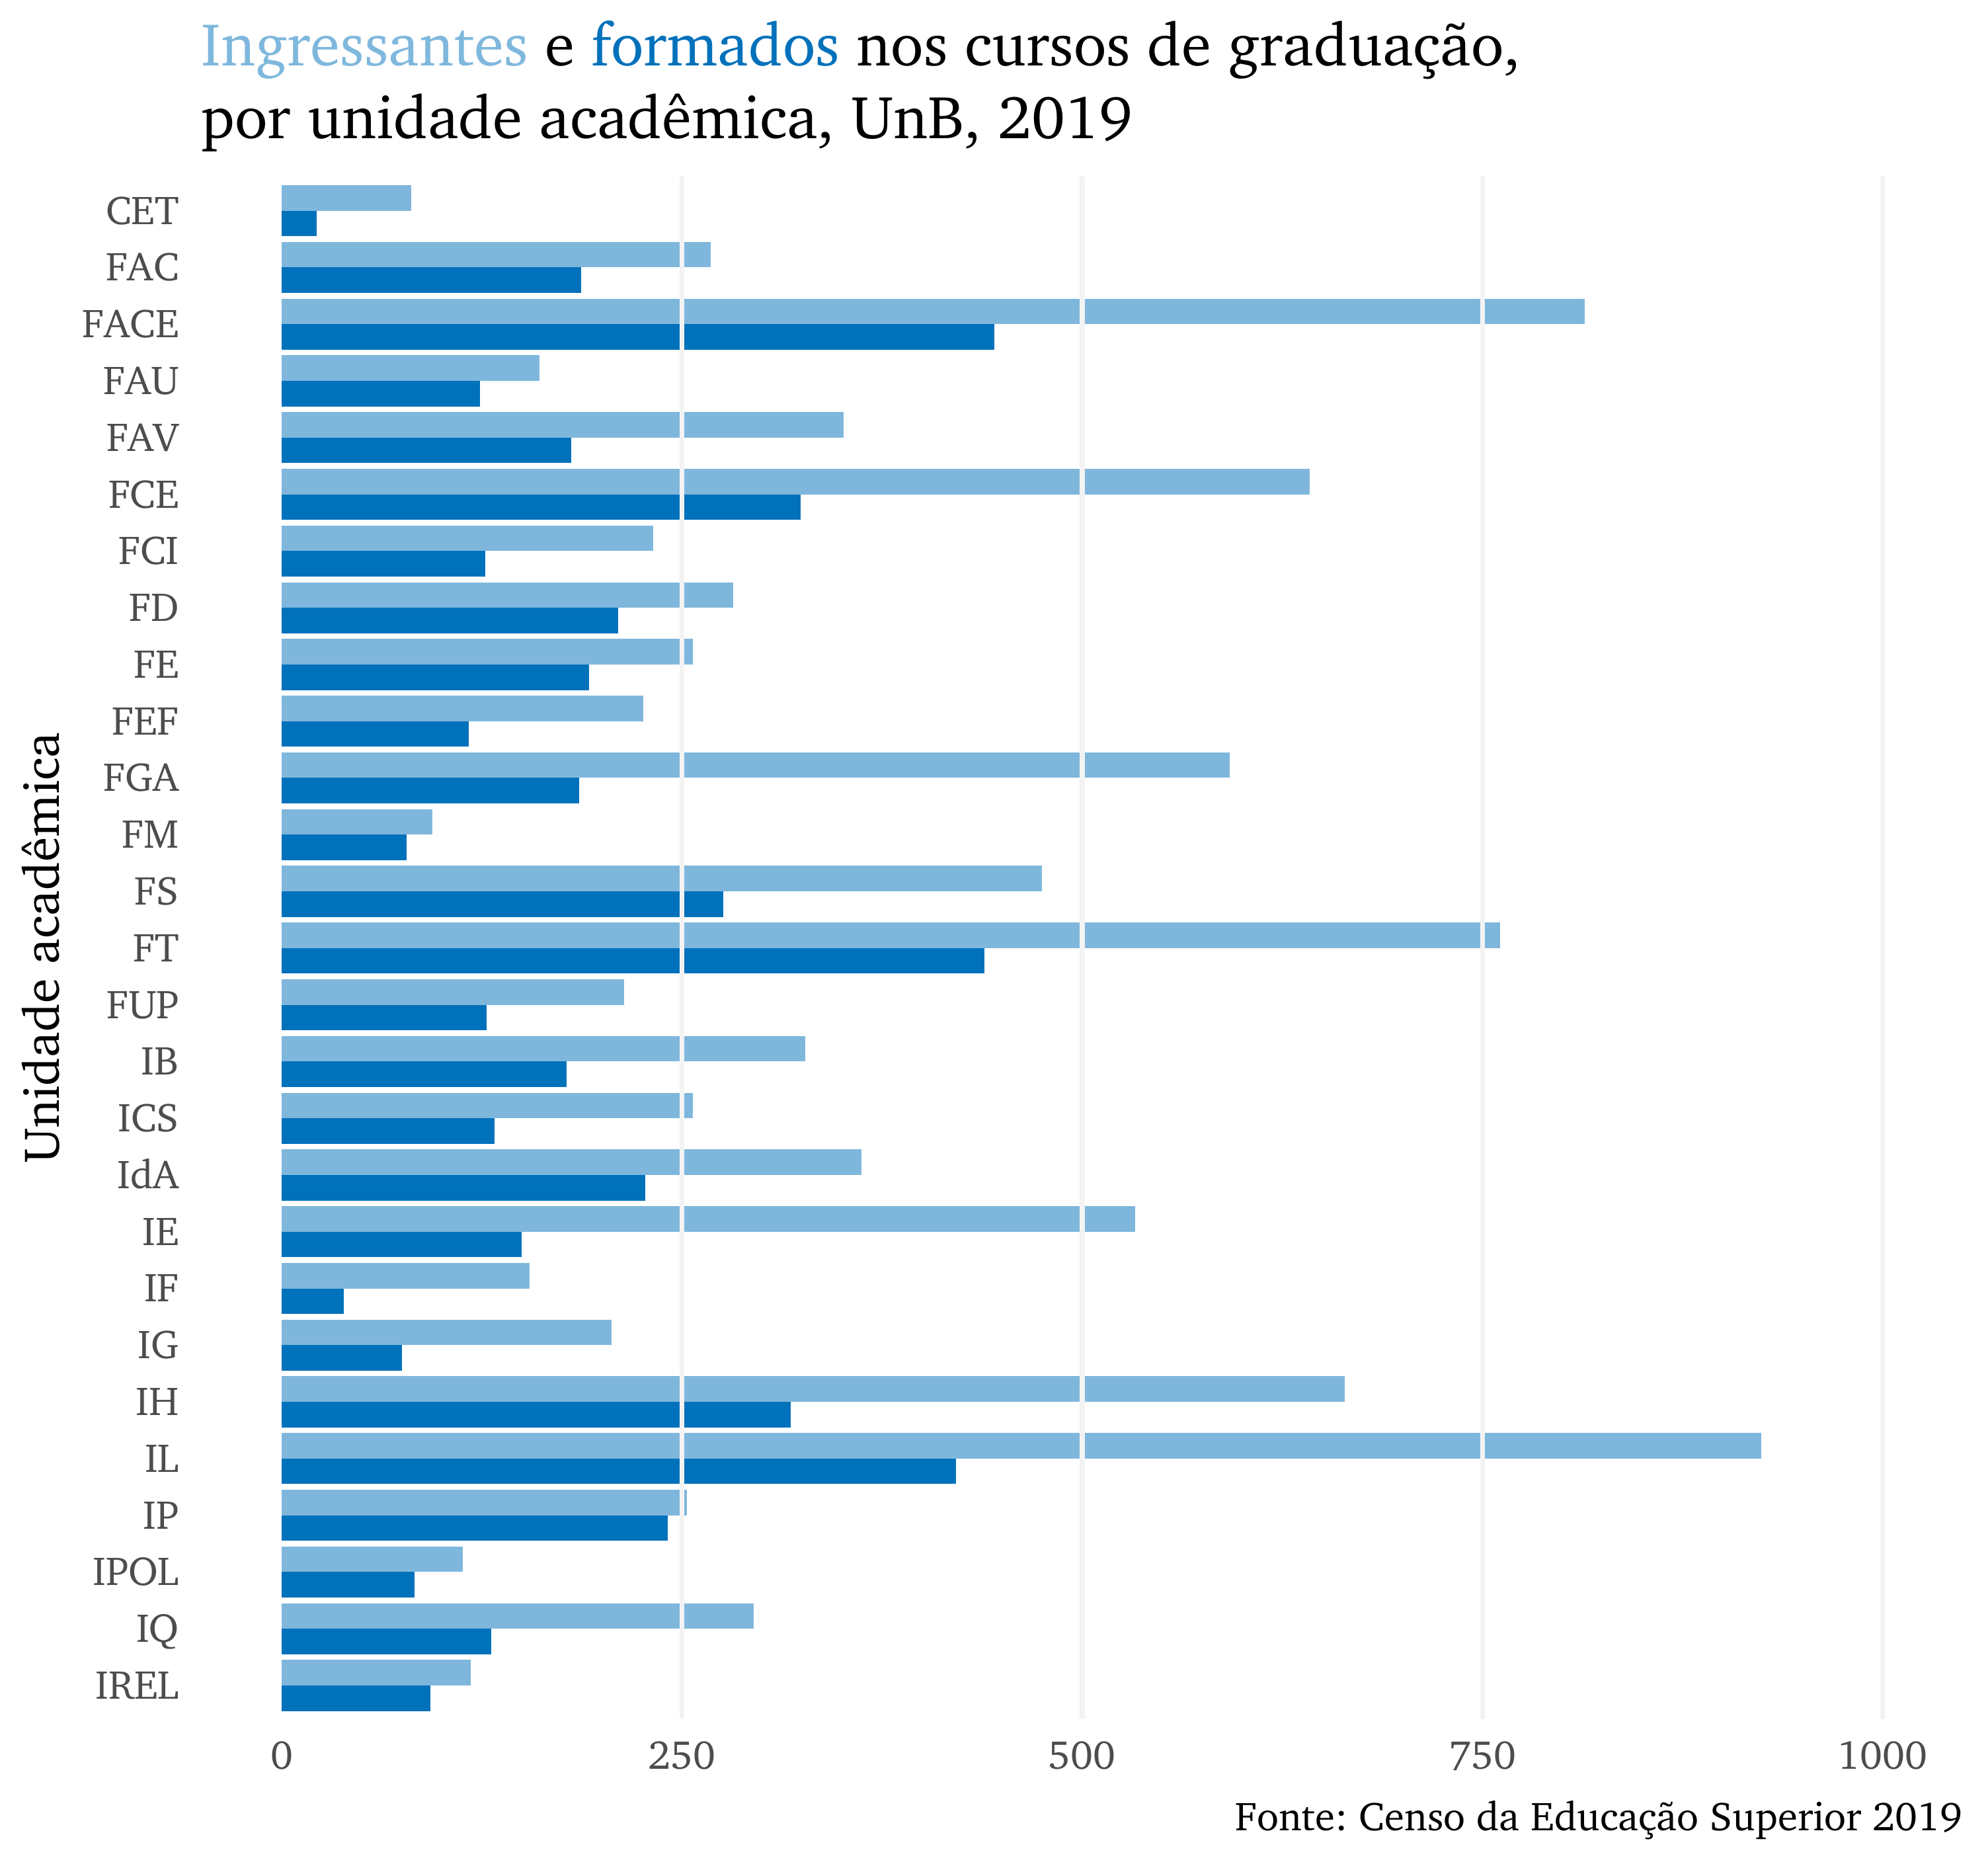 Ingressantes e formados nos cursos de graduação,
por unidade acadêmica, UnB, 2019
Unidade acadêmica
CET
FAC
FACE
FAU
FAV
FCE
FCI
FD
FE
FEF
FGA
FM
FS
FT
FUP
IB
ICS
IdA
IE
IF
IG
IH
IL
IP
IPOL
IQ
IREL
0 250 500 750 1000
Fonte: Censo da Educação Superior 2019